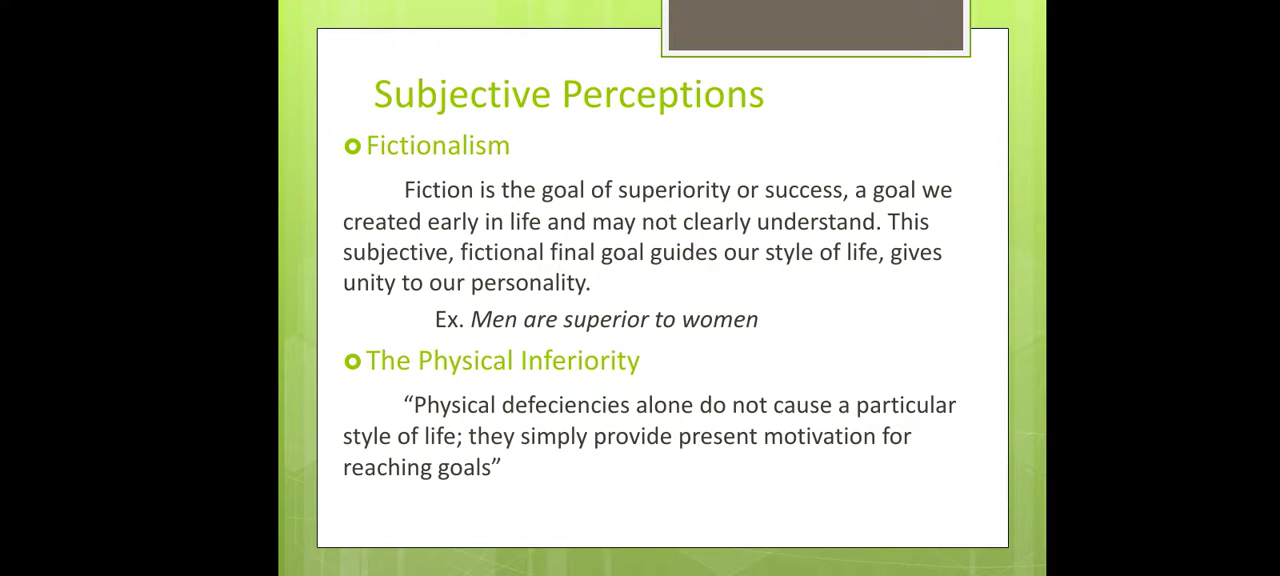 Subjective Perceptions
Fictionalism
Fiction is the goal of superiority or success, a goal we
created early in life and may not clearly understand. This
subjective, fictional final goal guides our style of life, gives
unity to our personality.
Ex. Men are superior to women
The Physical Inferiority
“Physical defeciencies alone do not cause a particular
style of life; they simply provide present motivation for
reaching goals”